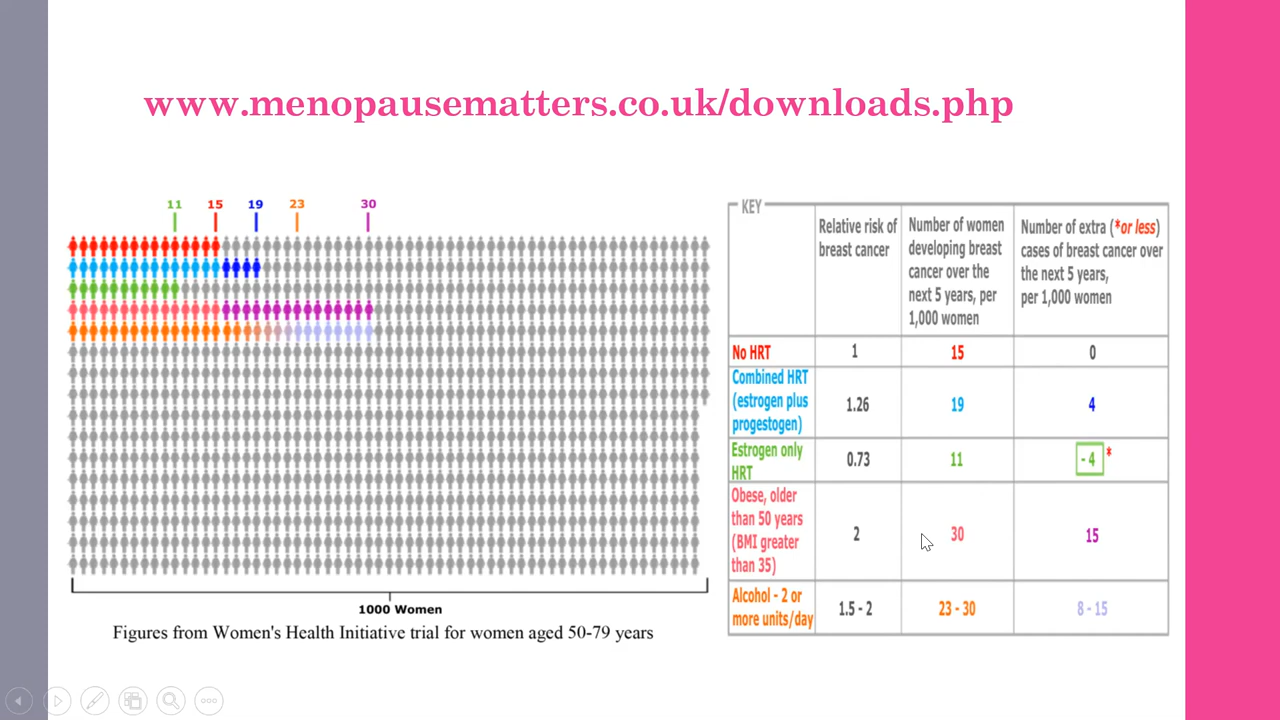 www.menopausematters.co.uk/downloads.php
11 15 19 23 30
1000 Women
Figures from Women's Health Initiative trial for women aged 50-79 years
KEY
Relative risk of
breast cancer
Number of women
developing breast
cancer over the
next 5 years, per
1,000 women
Number of extra (*or less)
cases of breast cancer over
the next 5 years,
per 1,000 women
No HRT
1
15
0
Combined HRT
(estrogen plus
progestogen)
1.26
19
4
Estrogen only
HRT
0.73
11
- 4 *
Obese, older
than 50 years
(BMI greater
than 35)
2
30
15
Alcohol - 2 or
more units/day
1.5 - 2
23 - 30
8 - 15